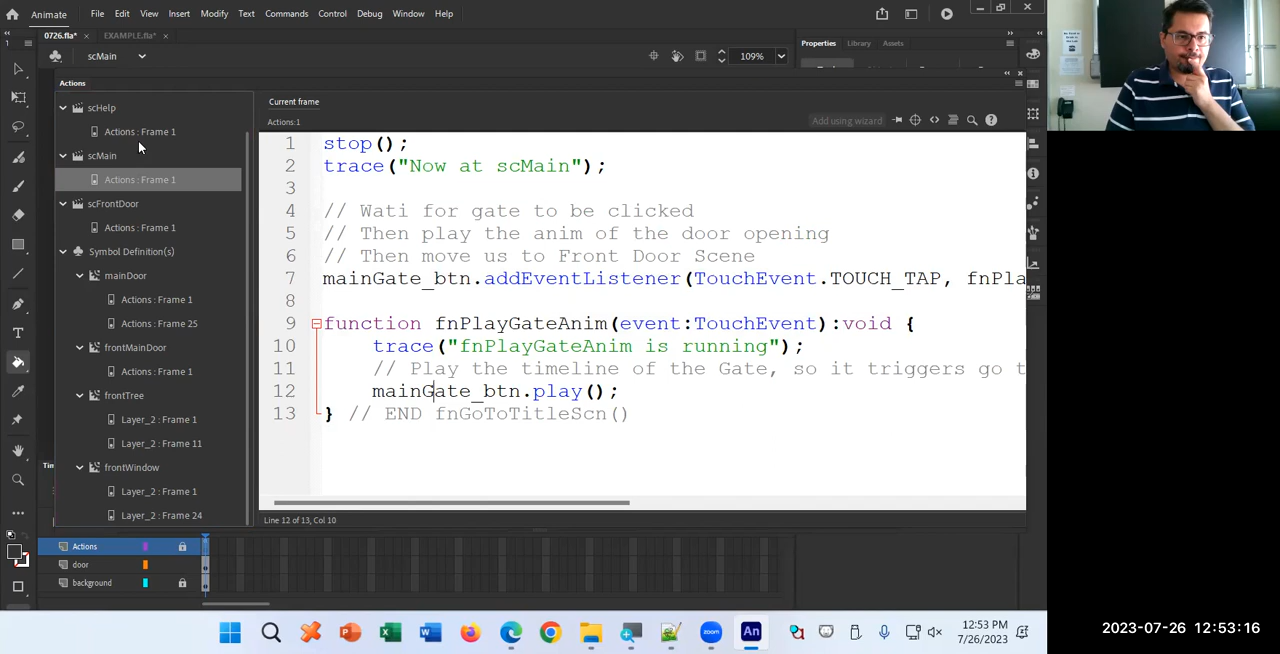 Animate File Edit View Insert Modify Text Commands Control Debug Window Help
0726.fla* × EXAMPLE.fla* ×
scMain 109% Properties Library Assets
Actions
Current frame
Actions:1 Add using wizard
scHelp
Actions : Frame 1
scMain
Actions : Frame 1
scFrontDoor
Actions : Frame 1
Symbol Definition(s)
mainDoor
Actions : Frame 1
Actions : Frame 25
frontMainDoor
Actions : Frame 1
frontTree
Layer_2 : Frame 1
Layer_2 : Frame 11
frontWindow
Layer_2 : Frame 1
Layer_2 : Frame 24
1 stop();
2 trace("Now at scMain");
3
4 // Wati for gate to be clicked
5 // Then play the anim of the door opening
6 // Then move us to Front Door Scene
7 mainGate_btn.addEventListener(TouchEvent.TOUCH_TAP, fnPla
8
9 function fnPlayGateAnim(event:TouchEvent):void {
10 trace("fnPlayGateAnim is running");
11 // Play the timeline of the Gate, so it triggers go t
12 mainGate_btn.play();
13 } // END fnGoToTitleScn()
Line 12 of 13, Col 10
Actions
door
background
12:53 PM
7/26/2023
2023-07-26 12:53:16